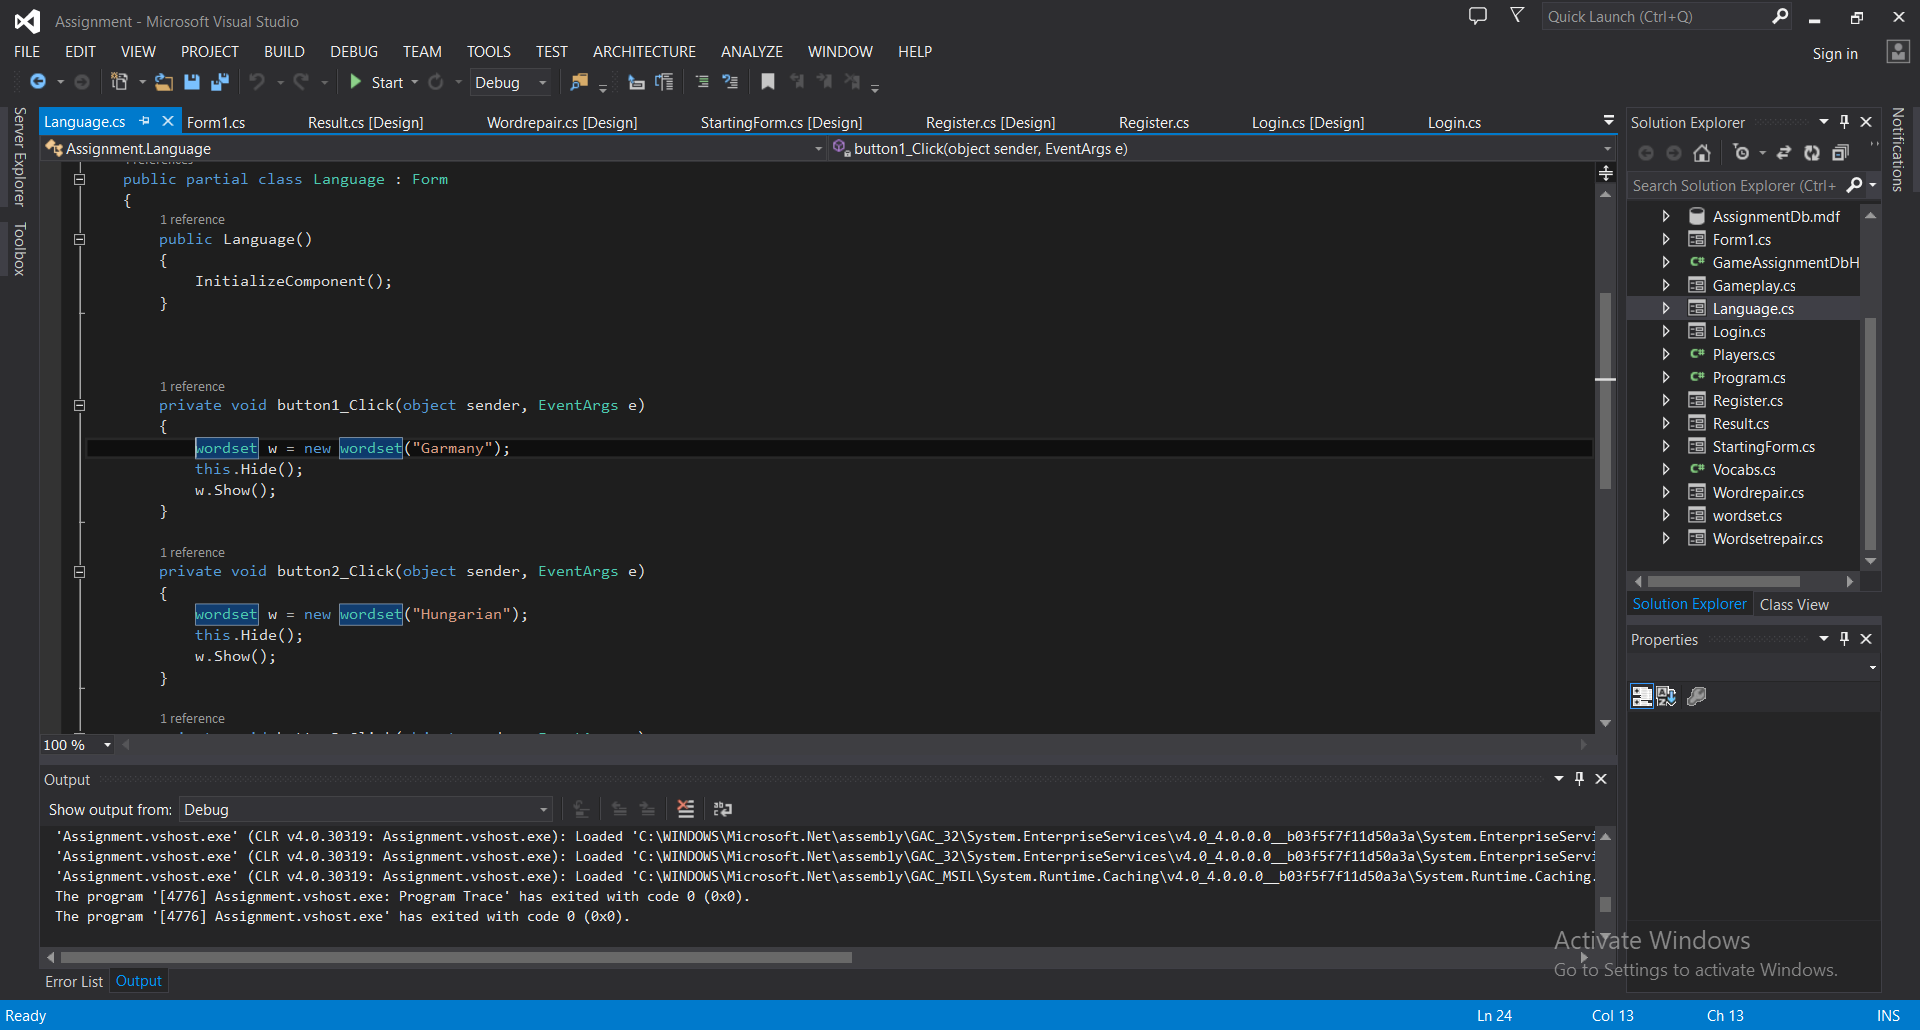 Assignment - Microsoft Visual Studio
Quick Launch (Ctrl+Q)
FILE EDIT VIEW PROJECT BUILD DEBUG TEAM TOOLS TEST ARCHITECTURE ANALYZE WINDOW HELP
Sign in
Start Debug
Server Explorer
Toolbox
Language.cs Form1.cs Result.cs [Design] Wordrepair.cs [Design] StartingForm.cs [Design] Register.cs [Design] Register.cs Login.cs [Design] Login.cs
Assignment.Language button1_Click(object sender, EventArgs e)
public partial class Language : Form
{
1 reference
public Language()
{
InitializeComponent();
}
1 reference
private void button1_Click(object sender, EventArgs e)
{
wordset w = new wordset("Garmany");
this.Hide();
w.Show();
}
1 reference
private void button2_Click(object sender, EventArgs e)
{
wordset w = new wordset("Hungarian");
this.Hide();
w.Show();
}
1 reference
100 %
Output
Show output from: Debug
'Assignment.vshost.exe' (CLR v4.0.30319: Assignment.vshost.exe): Loaded 'C:\WINDOWS\Microsoft.Net\assembly\GAC_32\System.EnterpriseServices\v4.0_4.0.0.0__b03f5f7f11d50a3a\System.EnterpriseServi
'Assignment.vshost.exe' (CLR v4.0.30319: Assignment.vshost.exe): Loaded 'C:\WINDOWS\Microsoft.Net\assembly\GAC_32\System.EnterpriseServices\v4.0_4.0.0.0__b03f5f7f11d50a3a\System.EnterpriseServi
'Assignment.vshost.exe' (CLR v4.0.30319: Assignment.vshost.exe): Loaded 'C:\WINDOWS\Microsoft.Net\assembly\GAC_MSIL\System.Runtime.Caching\v4.0_4.0.0.0__b03f5f7f11d50a3a\System.Runtime.Caching.
The program '[4776] Assignment.vshost.exe: Program Trace' has exited with code 0 (0x0).
The program '[4776] Assignment.vshost.exe' has exited with code 0 (0x0).
Error List Output
Solution Explorer
Search Solution Explorer (Ctrl+
AssignmentDb.mdf
Form1.cs
GameAssignmentDbH
Gameplay.cs
Language.cs
Login.cs
Players.cs
Program.cs
Register.cs
Result.cs
StartingForm.cs
Vocabs.cs
Wordrepair.cs
wordset.cs
Wordsetrepair.cs
Solution Explorer Class View
Properties
Notifications
Activate Windows
Go to Settings to activate Windows.
Ready Ln 24 Col 13 Ch 13 INS